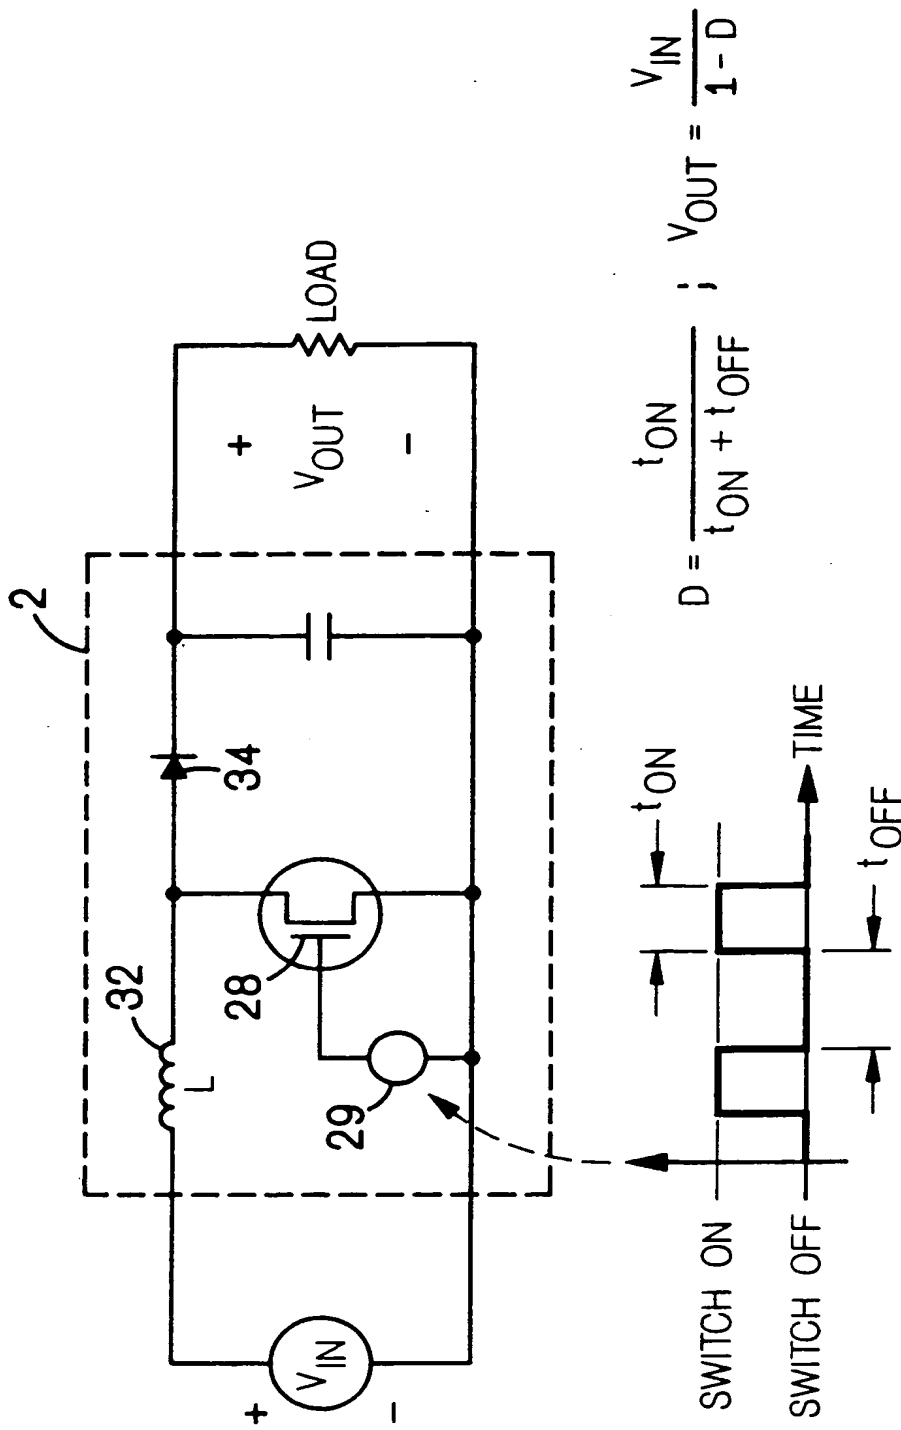 2
32
L
34
28
29
+
V_IN
-
+
V_OUT
-
LOAD
SWITCH ON
SWITCH OFF
t_ON
t_OFF
TIME
D = t_ON / (t_ON + t_OFF) ; V_OUT = V_IN / (1 - D)